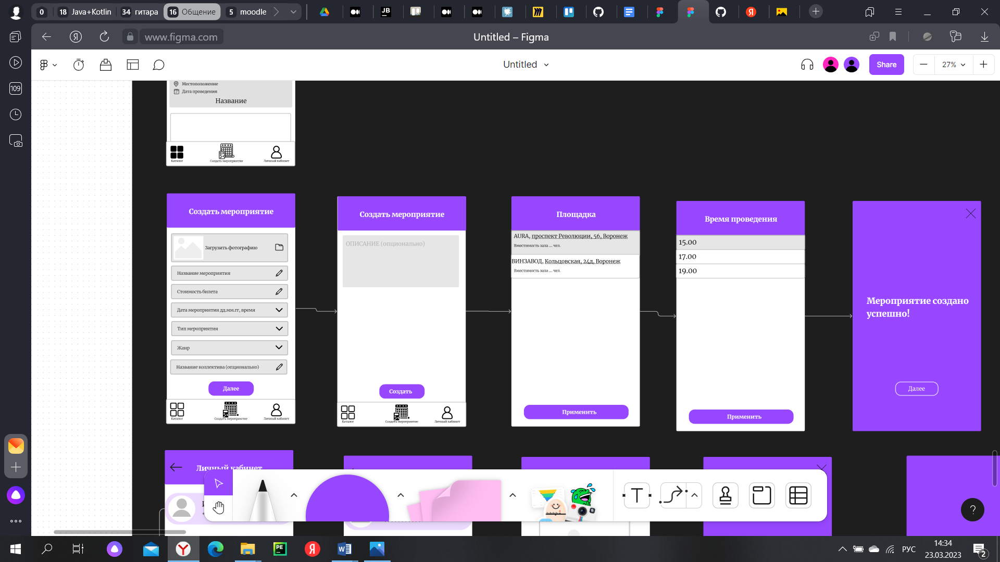 0
18 Java+Kotlin
34 гитара
16 Общение
5 moodle
www.figma.com
Untitled – Figma
109
Untitled
Share
27%
Местоположение
Дата проведения
Название
Каталог
Создать мероприятие
Личный кабинет
Создать мероприятие
Загрузить фотографию
Название мероприятия
Стоимость билета
Дата мероприятия дд.мм.гг, время
Тип мероприятия
Жанр
Название коллектива (опционально)
Далее
Каталог
Создать мероприятие
Личный кабинет
Создать мероприятие
ОПИСАНИЕ (опционально)
Создать
Каталог
Создать мероприятие
Личный кабинет
Площадка
AURA, проспект Революции, 56, Воронеж
Вместимость зала ... чел.
ВИНЗАВОД, Кольцовская, 24д, Воронеж
Вместимость зала ... чел.
Применить
Время проведения
15.00
17.00
19.00
Применить
Мероприятие создано
успешно!
Далее
Личный кабинет
РУС
14:34
23.03.2023
2